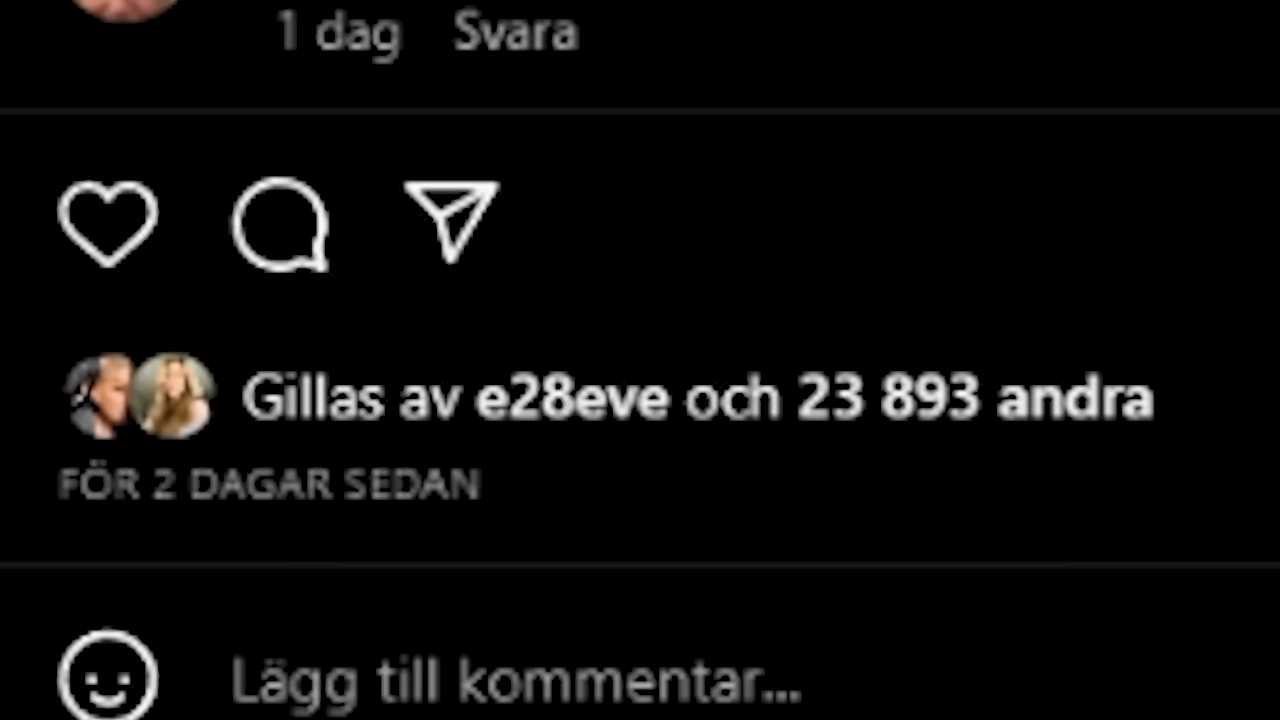 1 dag Svara
Gillas av e28eve och 23 893 andra
FÖR 2 DAGAR SEDAN
Lägg till kommentar...